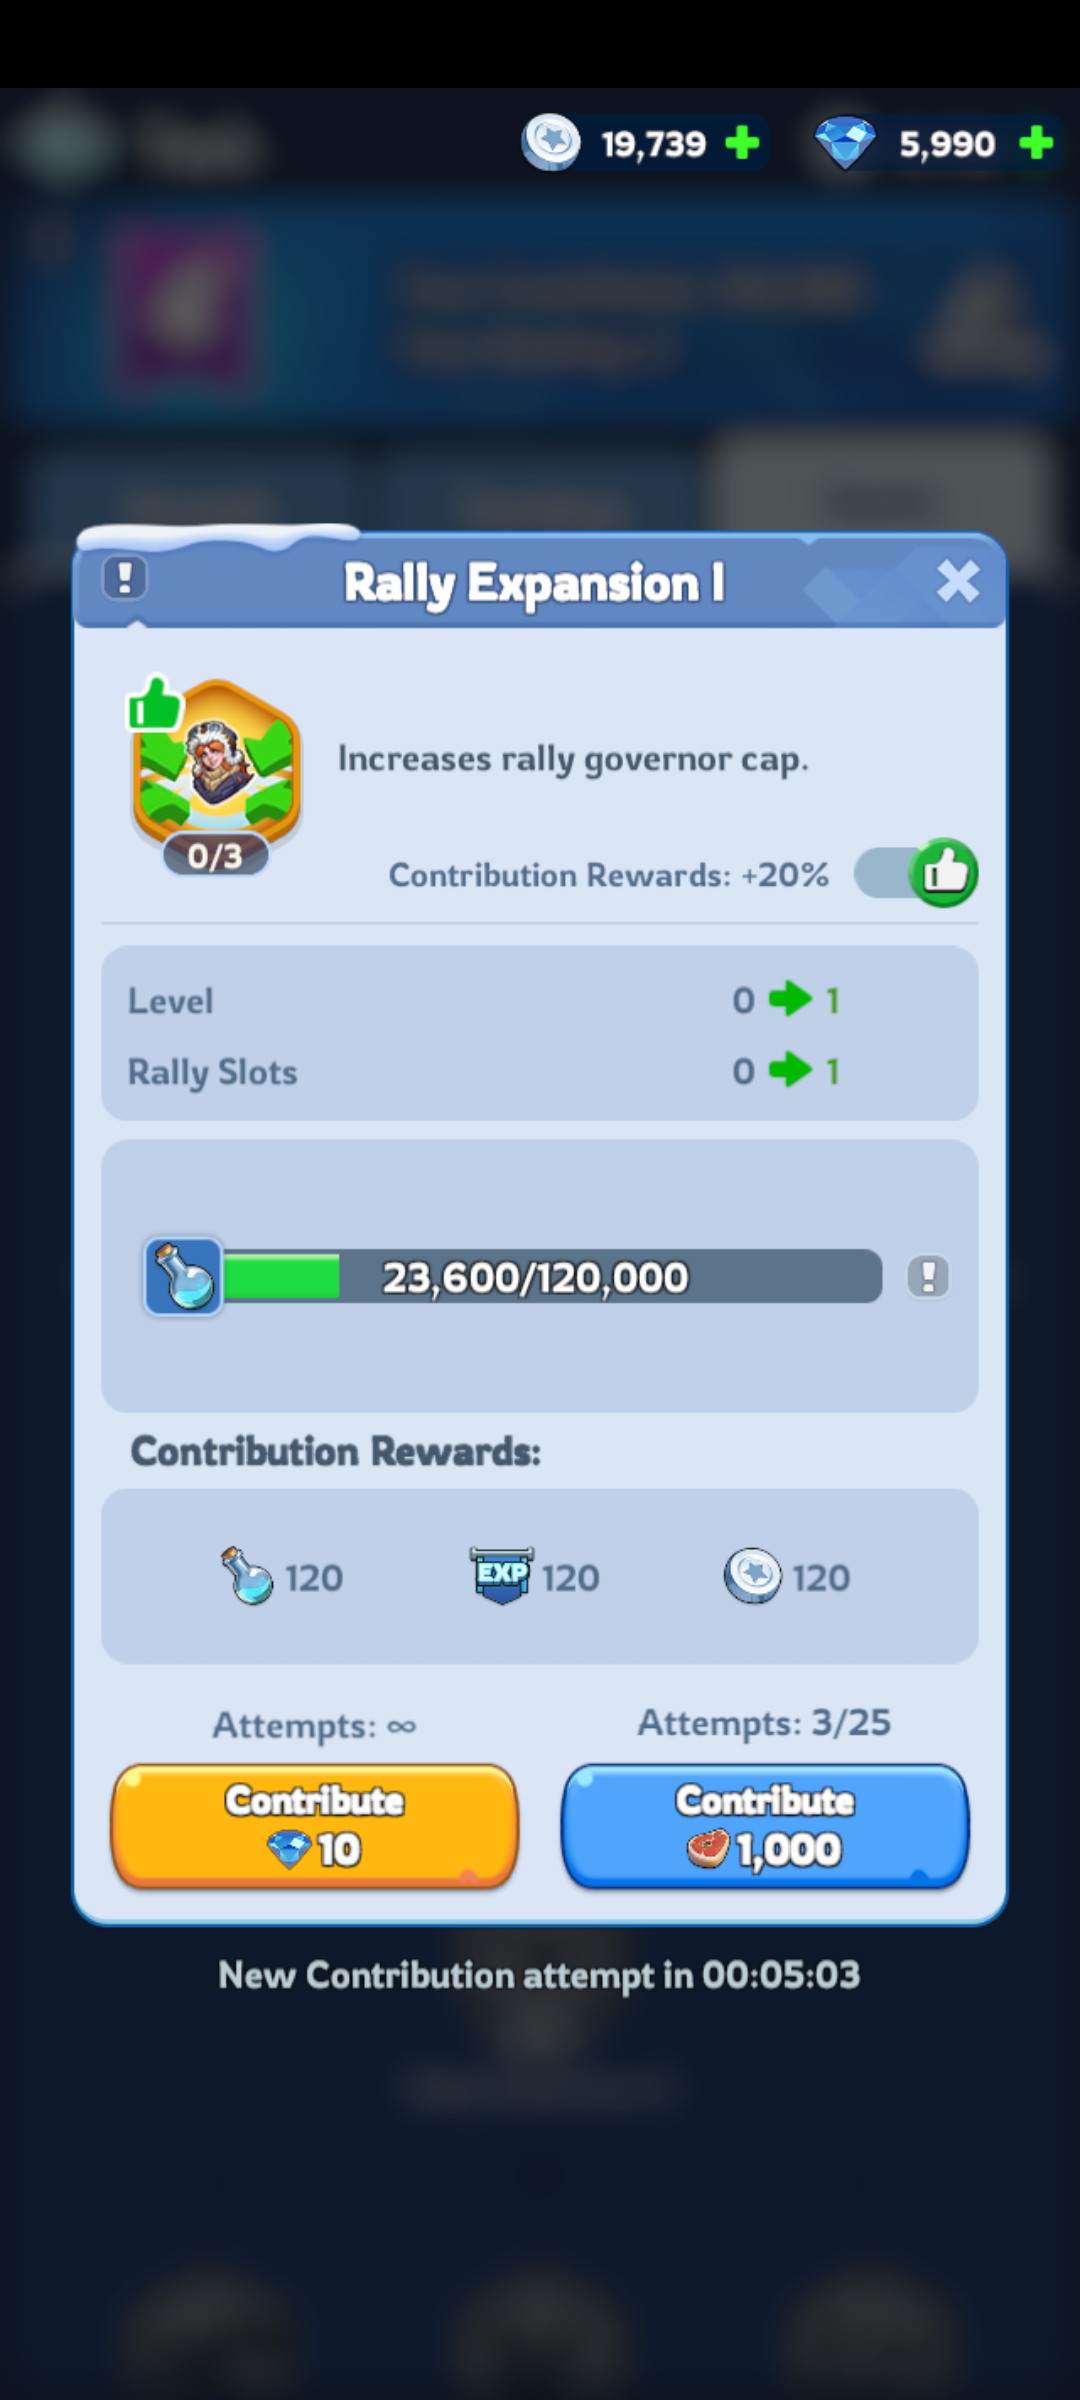 19,739
5,990
Rally Expansion I
Increases rally governor cap.
0/3
Contribution Rewards: +20%
Level 0 1
Rally Slots 0 1
23,600/120,000
Contribution Rewards:
120 EXP 120 120
Attempts: ∞ Attempts: 3/25
Contribute Contribute
10 1,000
New Contribution attempt in 00:05:03